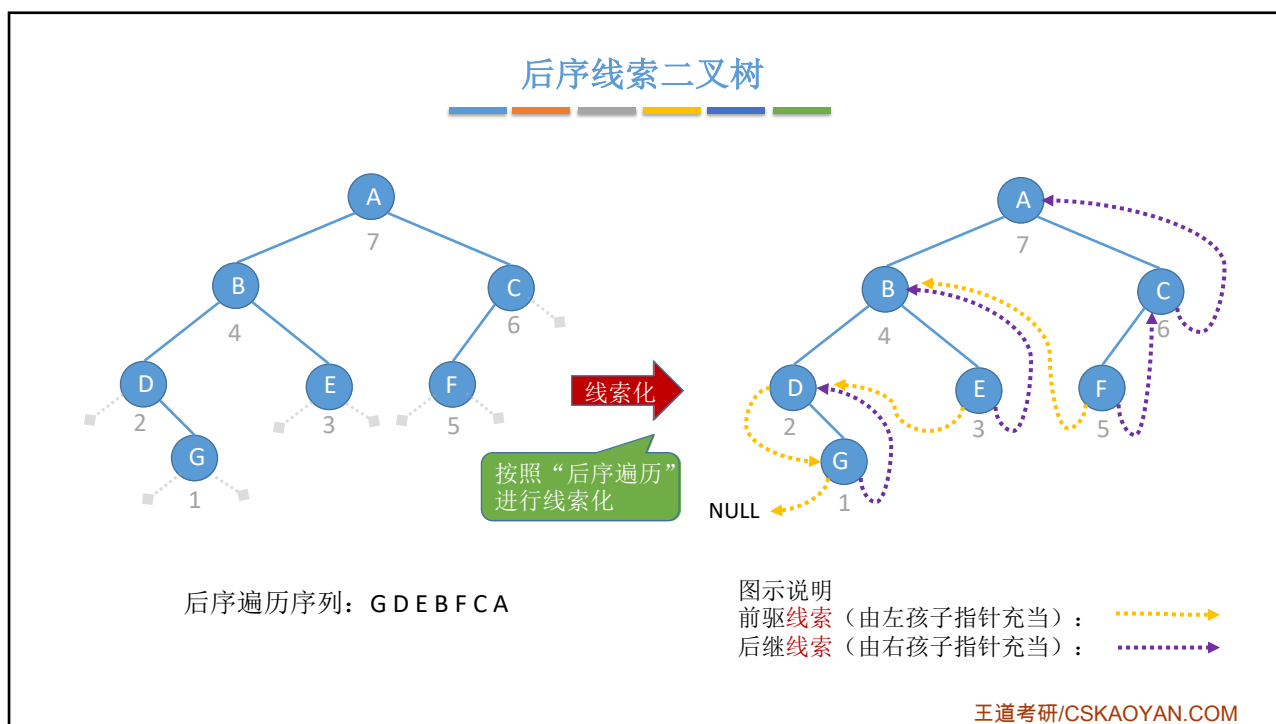 后序线索二叉树
A
7
B
4
C
6
D
2
E
3
F
5
G
1
线索化
按照“后序遍历”
进行线索化
A
7
B
4
C
6
D
2
E
3
F
5
G
1
NULL
后序遍历序列：G D E B F C A
图示说明
前驱线索（由左孩子指针充当）：
后继线索（由右孩子指针充当）：
王道考研/CSKAOYAN.COM